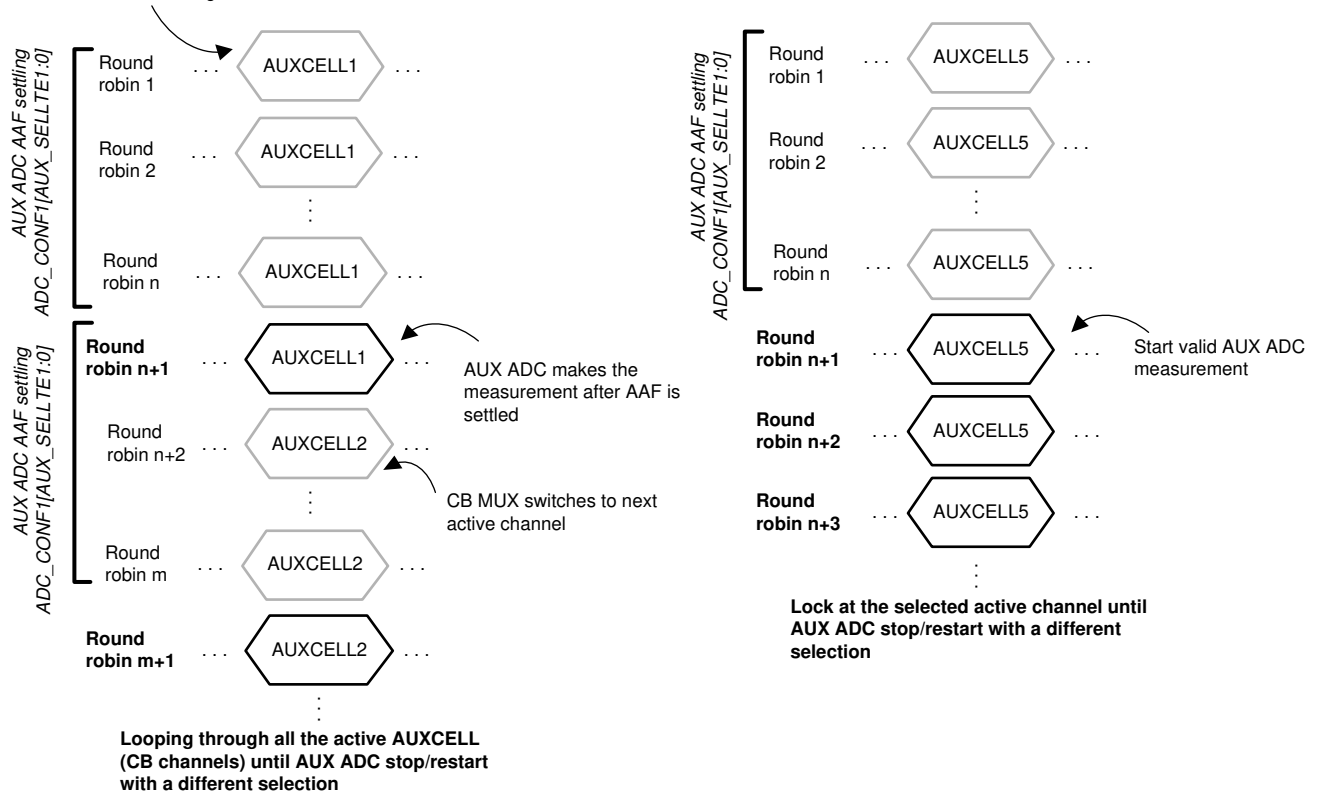 AUX ADC AAF settling
ADC_CONF1[AUX_SELLTE1:0]
Round
robin 1
. . .
AUXCELL1
. . .
Round
robin 2
. . .
AUXCELL1
. . .
Round
robin n
. . .
AUXCELL1
. . .
AUX ADC AAF settling
ADC_CONF1[AUX_SELLTE1:0]
Round
robin n+1
. . .
AUXCELL1
. . .
AUX ADC makes the
measurement after AAF is
settled
Round
robin n+2
. . .
AUXCELL2
. . .
CB MUX switches to next
active channel
Round
robin m
. . .
AUXCELL2
. . .
Round
robin m+1
. . .
AUXCELL2
. . .
Looping through all the active AUXCELL
(CB channels) until AUX ADC stop/restart
with a different selection
AUX ADC AAF settling
ADC_CONF1[AUX_SELLTE1:0]
Round
robin 1
. . .
AUXCELL5
. . .
Round
robin 2
. . .
AUXCELL5
. . .
Round
robin n
. . .
AUXCELL5
. . .
Round
robin n+1
. . .
AUXCELL5
. . .
Start valid AUX ADC
measurement
Round
robin n+2
. . .
AUXCELL5
. . .
Round
robin n+3
. . .
AUXCELL5
. . .
Lock at the selected active channel until
AUX ADC stop/restart with a different
selection